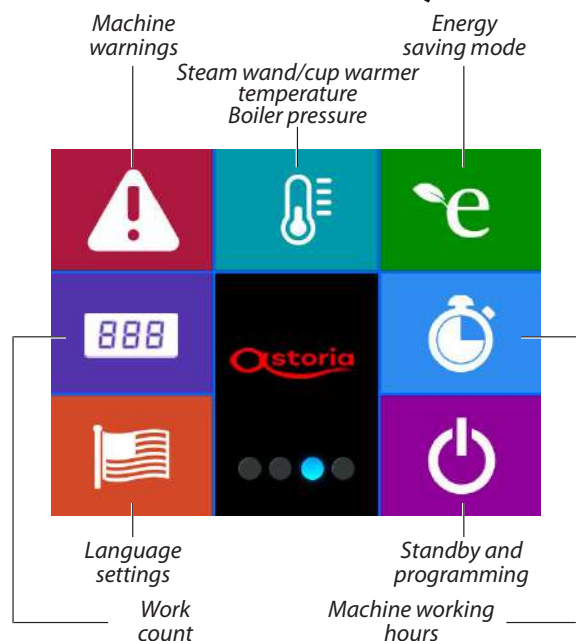 Machine
warnings
Energy
saving mode
Steam wand/cup warmer
temperature
Boiler pressure
e
888
astoria
Language
settings
Standby and
programming
Work
count
Machine working
hours